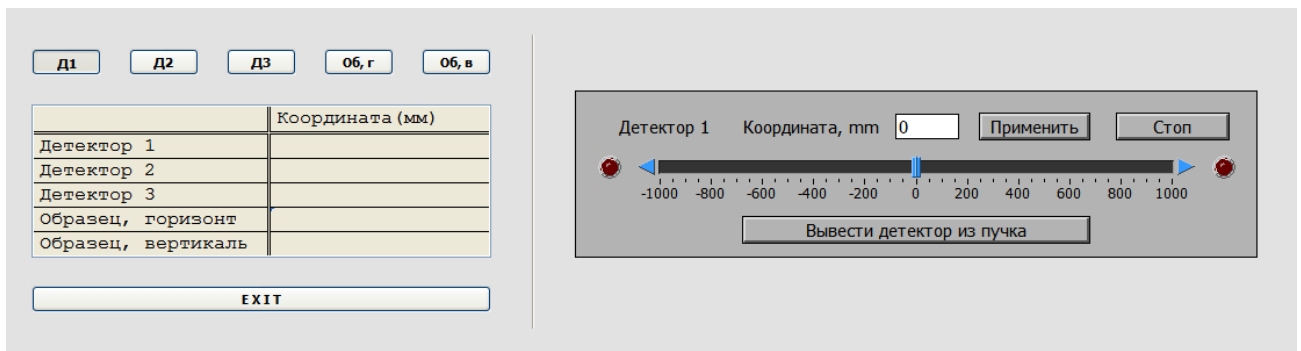 Д1 Д2 Д3 Об, г Об, в
Координата (мм)
Детектор 1
Детектор 2
Детектор 3
Образец, горизонт
Образец, вертикаль
EXIT
Детектор 1 Координата, mm 0 Применить Стоп
-1000 -800 -600 -400 -200 0 200 400 600 800 1000
Вывести детектор из пучка